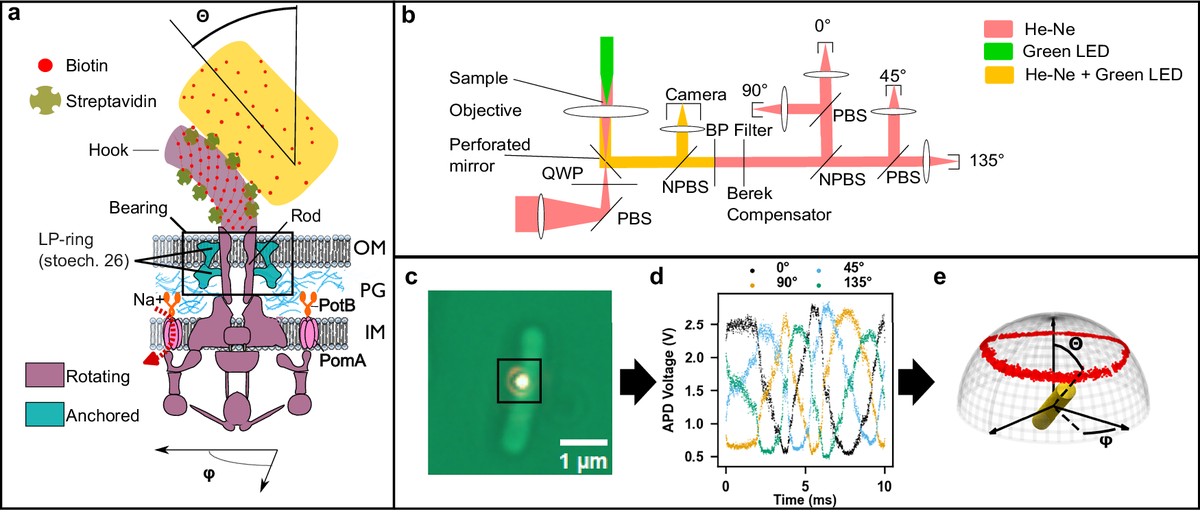 a
Θ
Biotin
Streptavidin
Hook
Bearing
Rod
LP-ring
(stoech. 26)
OM
PG
Na+
PotB
IM
PomA
Rotating
Anchored
φ
b
He-Ne
Green LED
He-Ne + Green LED
0°
45°
90°
135°
Sample
Objective
Perforated
mirror
QWP
PBS
Camera
NPBS
BP Filter
Berek
Compensator
PBS
NPBS
PBS
c
1 µm
d
0° 45°
90° 135°
APD Voltage (V)
2.5
2.0
1.5
1.0
0.5
0 5 10
Time (ms)
e
Θ
φ